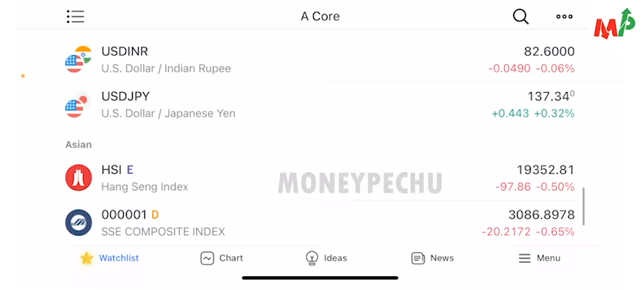 A Core
MP
USDINR
82.6000
U.S. Dollar / Indian Rupee
-0.0490 -0.06%
USDJPY
137.34⁰
U.S. Dollar / Japanese Yen
+0.443 +0.32%
Asian
HSI E
19352.81
Hang Seng Index
-97.86 -0.50%
MONEYPECHU
000001 D
3086.8978
SSE COMPOSITE INDEX
-20.2172 -0.65%
Watchlist
Chart
Ideas
News
Menu